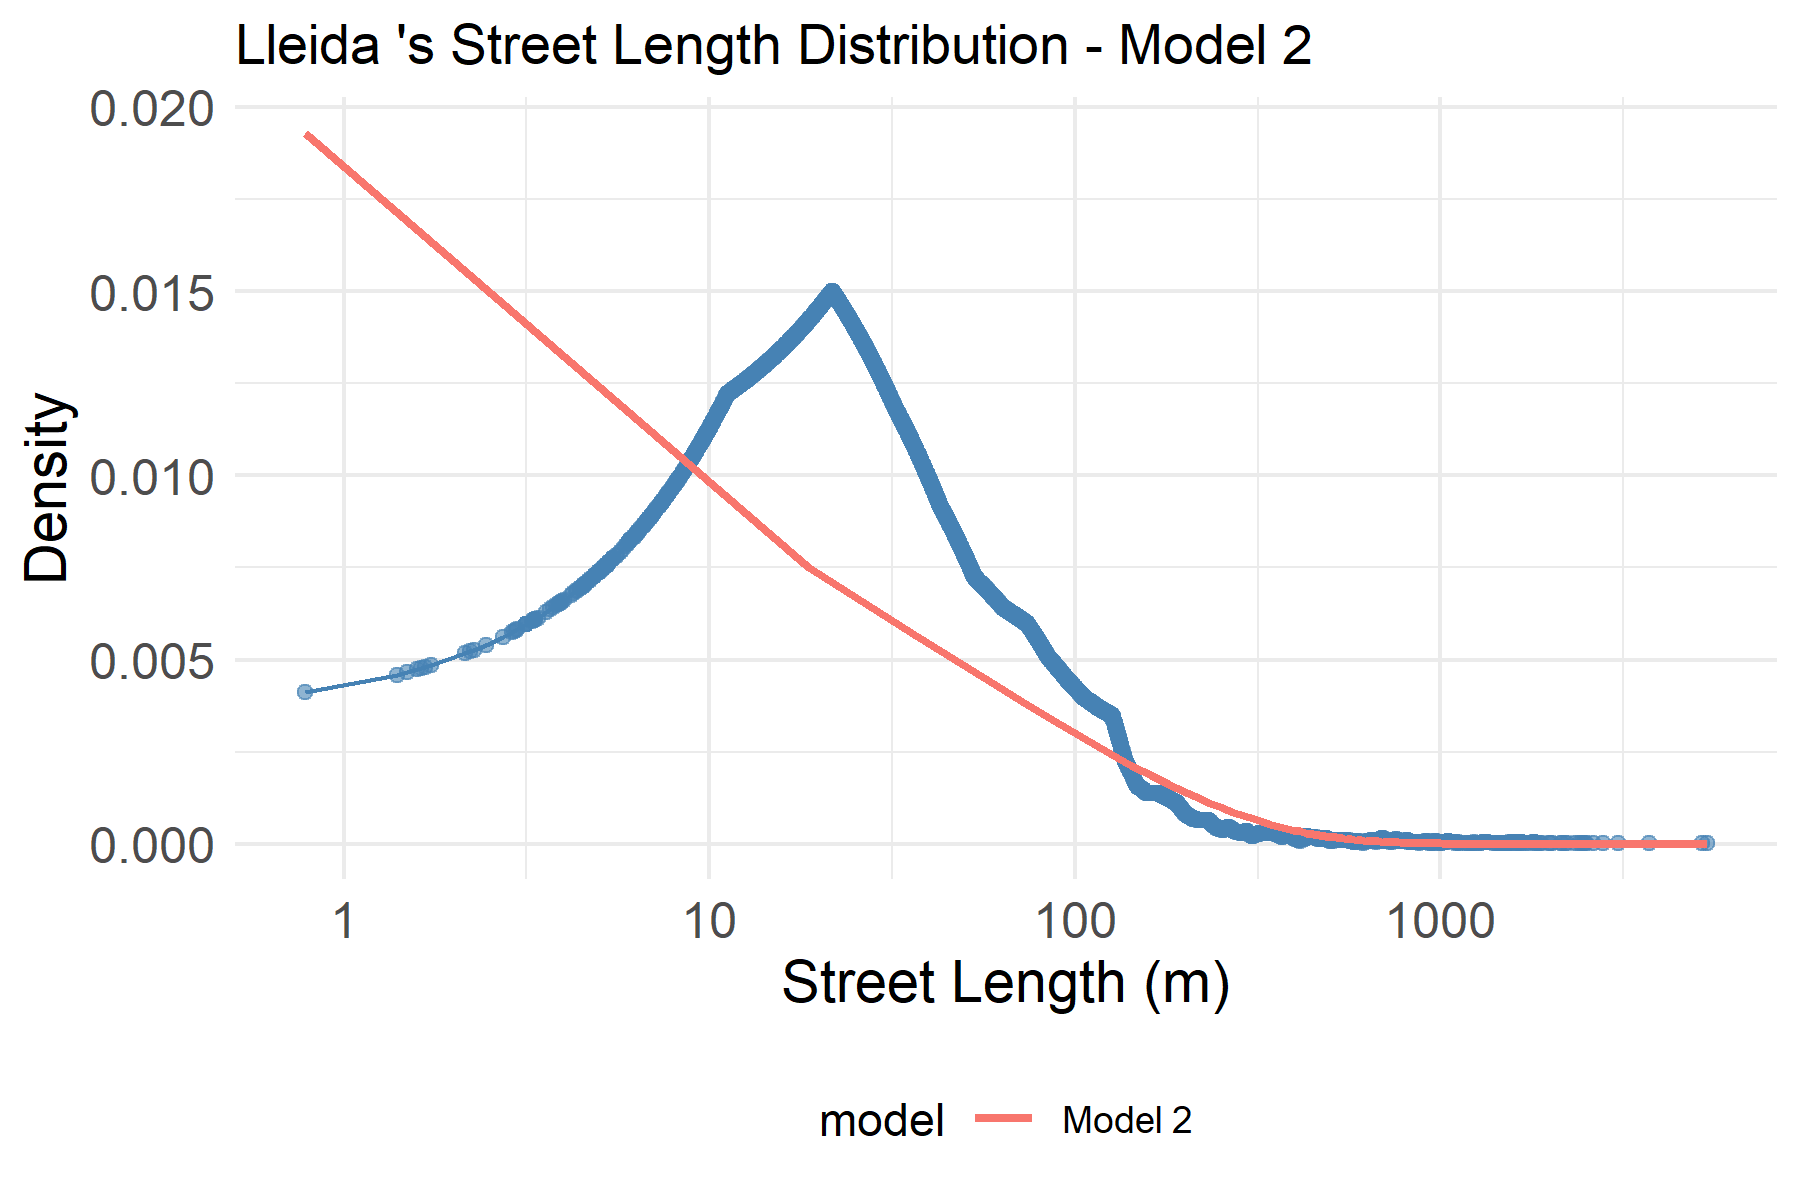 Lleida 's Street Length Distribution - Model 2
0.020
0.015
0.010
0.005
0.000
Density
1 10 100 1000
Street Length (m)
model Model 2